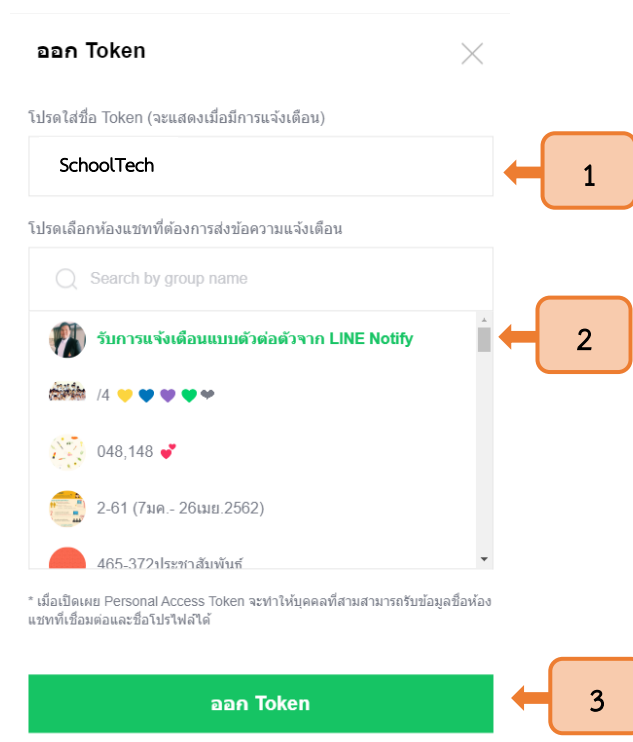 ออก Token
โปรดใส่ชื่อ Token (จะแสดงเมื่อมีการแจ้งเตือน)
SchoolTech
1
โปรดเลือกห้องแชทที่ต้องการส่งข้อความแจ้งเตือน
Search by group name
รับการแจ้งเตือนแบบตัวต่อตัวจาก LINE Notify
2
/4 💛💙💜💚❤
048,148 💕
2-61 (7มค.- 26เมย.2562)
465-372ประชาสัมพันธ์
* เมื่อเปิดเผย Personal Access Token จะทำให้บุคคลที่สามสามารถรับข้อมูลชื่อห้อง
แชทที่เชื่อมต่อและชื่อโปรไฟล์ได้
ออก Token
3